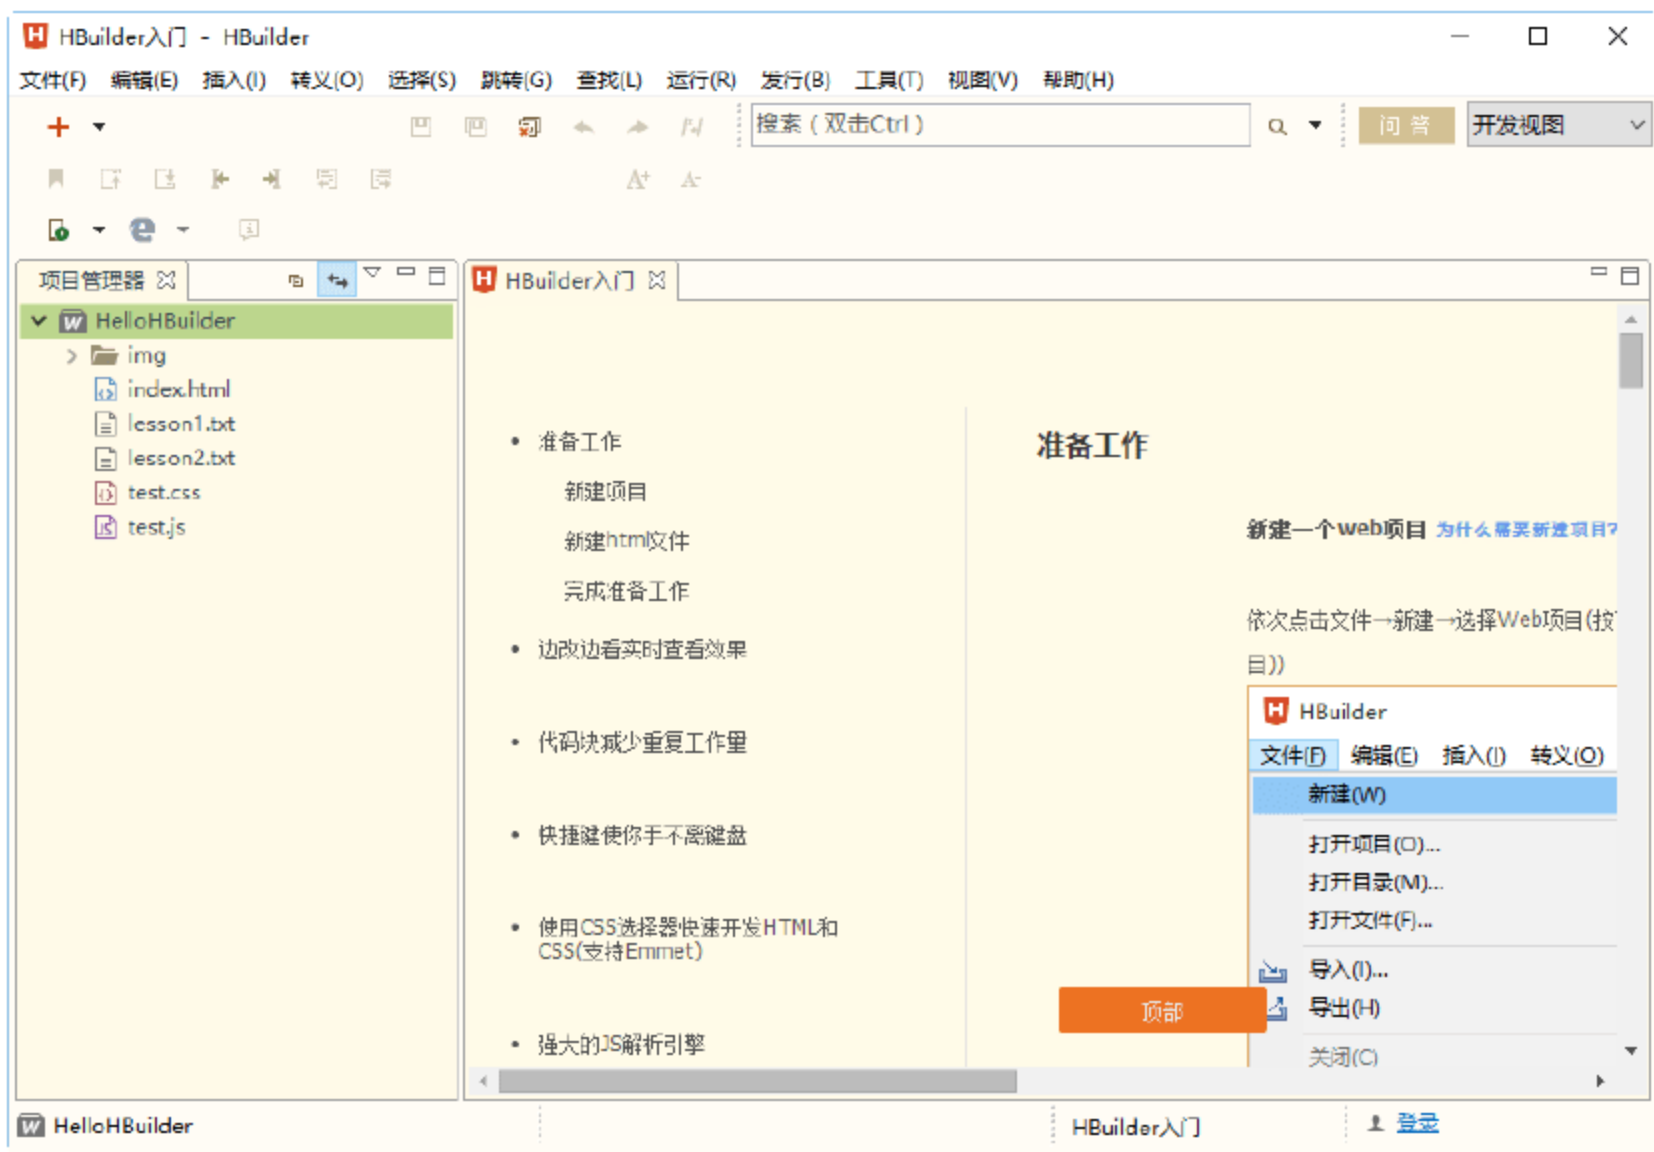 HBuilder入门 - HBuilder
文件(F) 编辑(E) 插入(I) 转义(O) 选择(S) 跳转(G) 查找(L) 运行(R) 发行(B) 工具(T) 视图(V) 帮助(H)
搜索（双击Ctrl）
问 答
开发视图
A+ A-
项目管理器
HelloHBuilder
img
index.html
lesson1.txt
lesson2.txt
test.css
test.js
HBuilder入门
• 准备工作
新建项目
新建html文件
完成准备工作
• 边改边看实时查看效果
• 代码块减少重复工作量
• 快捷键使你手不离键盘
• 使用CSS选择器快速开发HTML和
CSS(支持Emmet)
• 强大的JS解析引擎
准备工作
新建一个web项目 为什么需要新建项目?
依次点击文件→新建→选择Web项目(按
目))
HBuilder
文件(F) 编辑(E) 插入(I) 转义(O)
新建(W)
打开项目(O)...
打开目录(M)...
打开文件(F)...
导入(I)...
导出(H)
关闭(C)
顶部
HelloHBuilder
HBuilder入门
登录